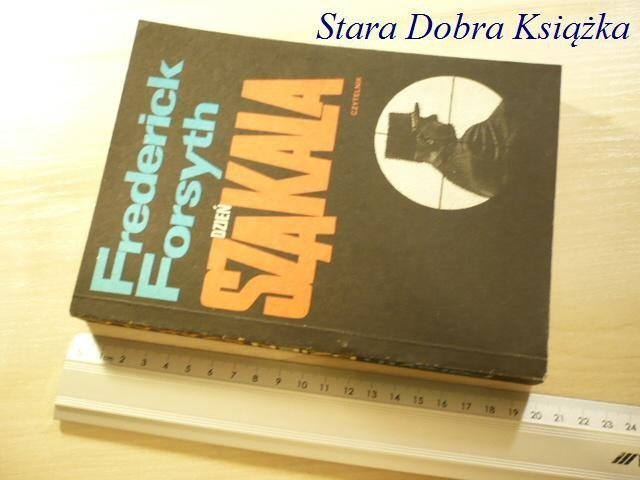 Stara Dobra Książka
Frederick
Forsyth
DZIEŃ
SZAKALA
CZYTELNIK
1cm 2 3 4 5 6 7 8 9 10 11 12 13 14 15 16 17 18 19 20 21 22 23 24